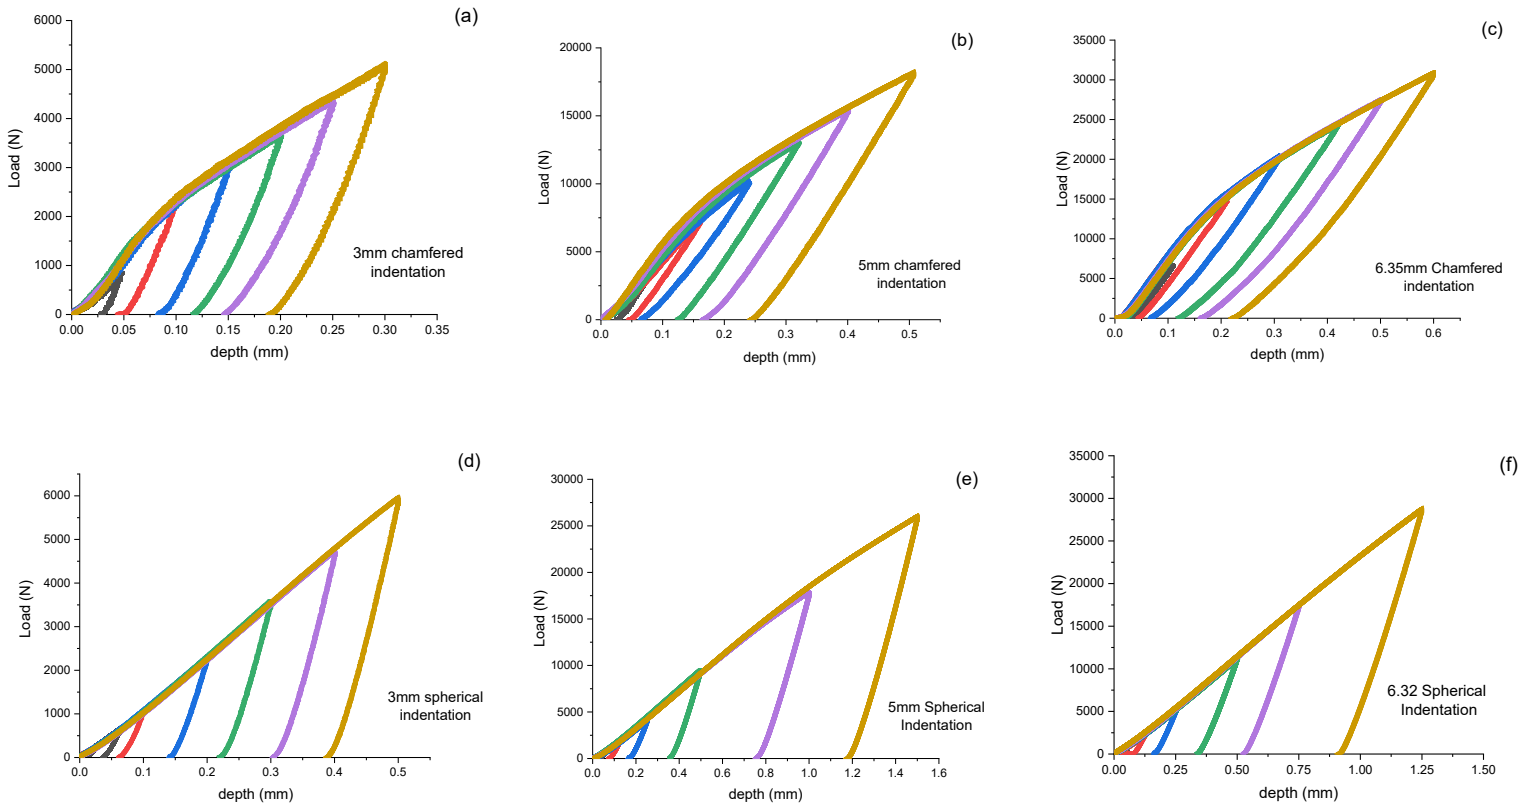 (a)
6000
5000
4000
3000
2000
1000
0
Load (N)
0.00 0.05 0.10 0.15 0.20 0.25 0.30 0.35
depth (mm)
3mm chamfered
indentation
(b)
20000
15000
10000
5000
0
Load (N)
0.0 0.1 0.2 0.3 0.4 0.5
depth (mm)
5mm chamfered
indentation
(c)
35000
30000
25000
20000
15000
10000
5000
0
Load (N)
0.0 0.1 0.2 0.3 0.4 0.5 0.6
depth (mm)
6.35mm Chamfered
indentation
(d)
6000
5000
4000
3000
2000
1000
0
Load (N)
0.0 0.1 0.2 0.3 0.4 0.5
depth (mm)
3mm spherical
indentation
(e)
30000
25000
20000
15000
10000
5000
0
Load (N)
0.0 0.2 0.4 0.6 0.8 1.0 1.2 1.4 1.6
depth (mm)
5mm Spherical
Indentation
(f)
35000
30000
25000
20000
15000
10000
5000
0
Load (N)
0.00 0.25 0.50 0.75 1.00 1.25 1.50
depth (mm)
6.32 Spherical
Indentation